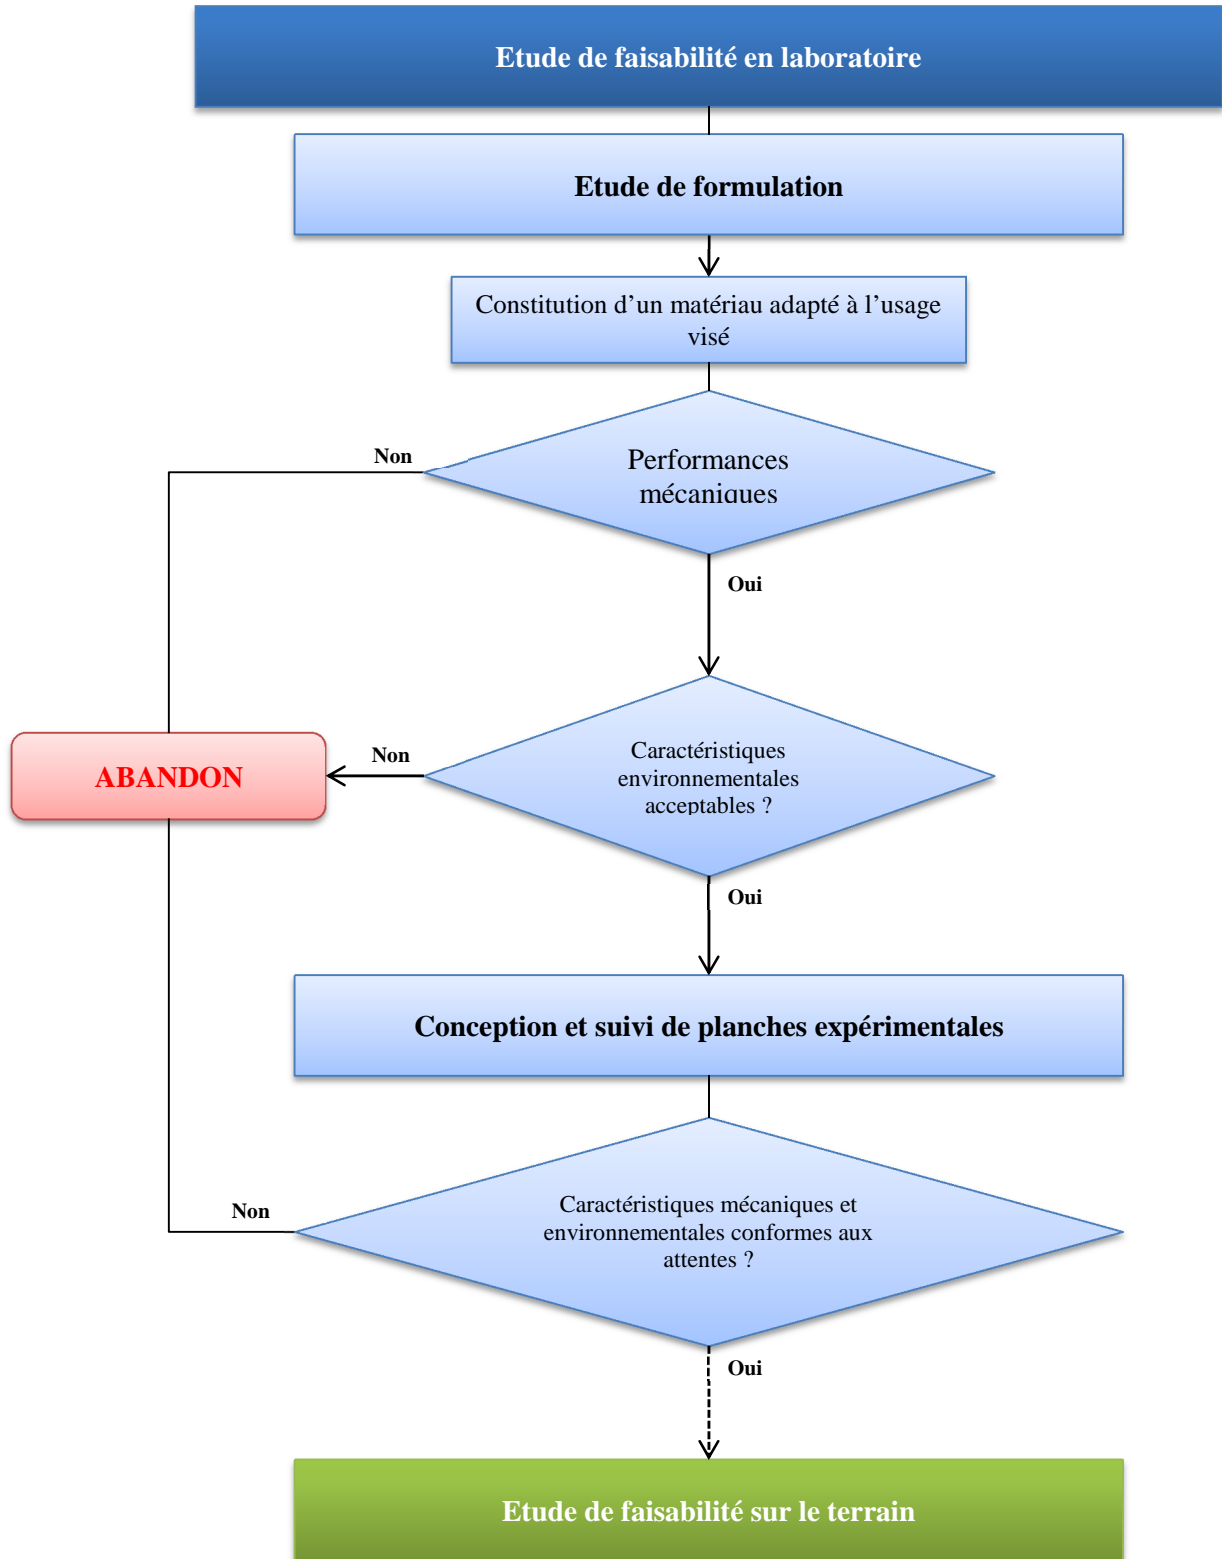 Etude de faisabilité en laboratoire
Etude de formulation
Constitution d’un matériau adapté à l’usage
visé
Performances
mécaniques
Non
Oui
Caractéristiques
environnementales
acceptables ?
Non
ABANDON
Oui
Conception et suivi de planches expérimentales
Caractéristiques mécaniques et
environnementales conformes aux
attentes ?
Non
Oui
Etude de faisabilité sur le terrain